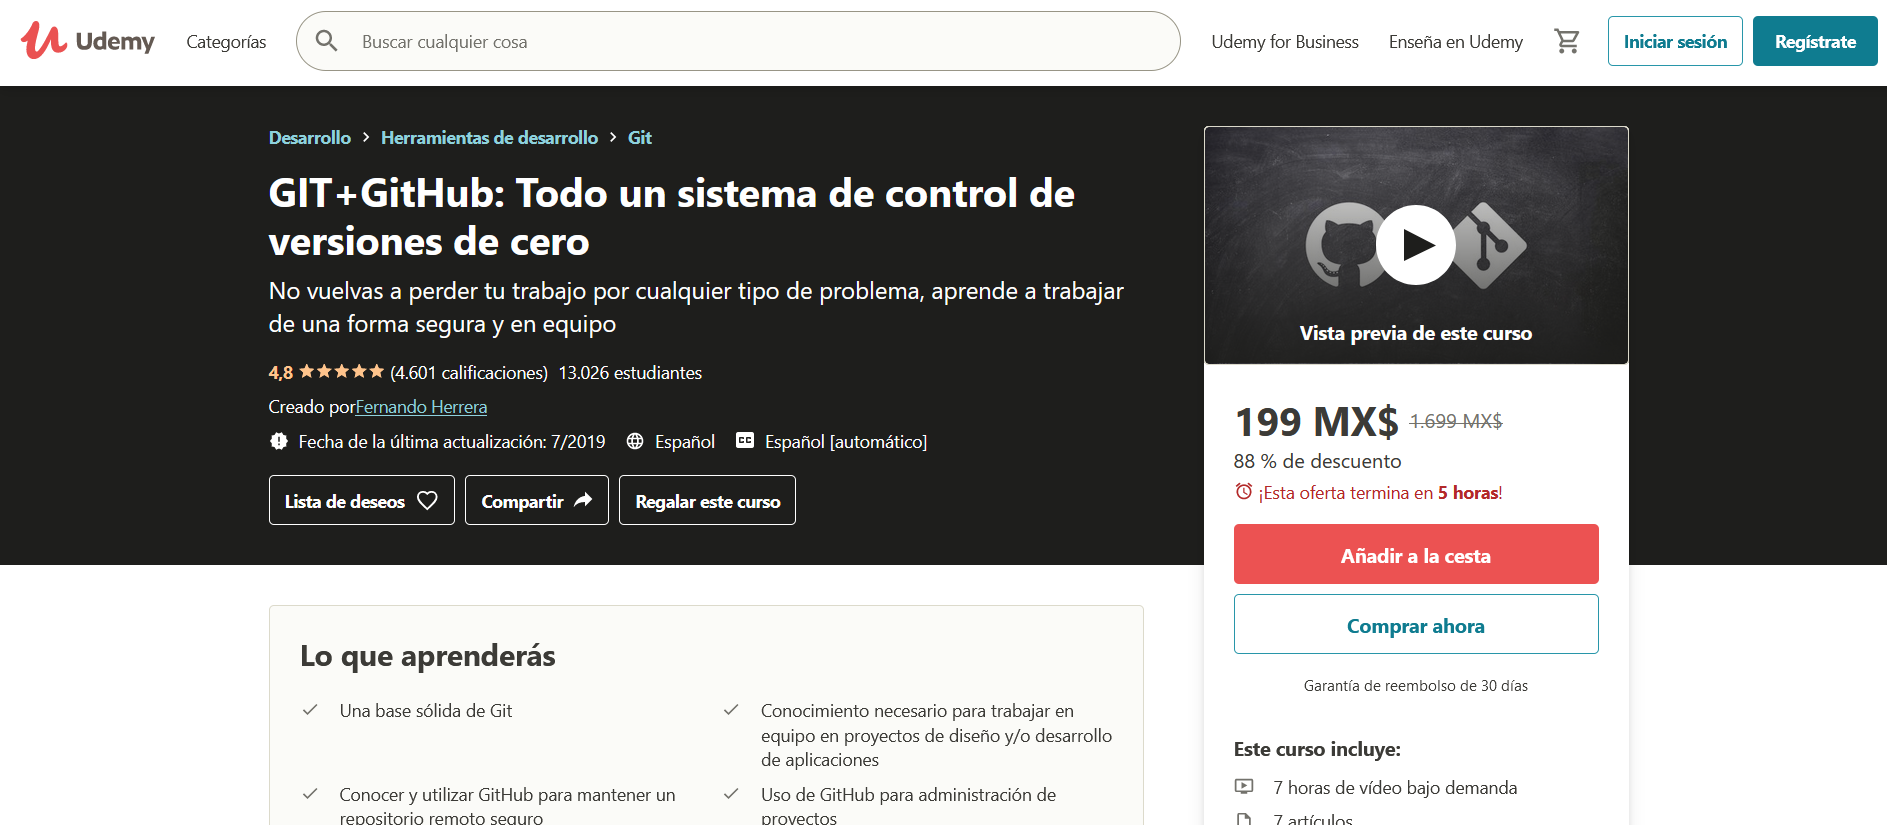 Udemy
Categorías
Buscar cualquier cosa
Udemy for Business
Enseña en Udemy
Iniciar sesión
Regístrate
Desarrollo > Herramientas de desarrollo > Git
GIT+GitHub: Todo un sistema de control de
versiones de cero
No vuelvas a perder tu trabajo por cualquier tipo de problema, aprende a trabajar
de una forma segura y en equipo
4,8 ★★★★★ (4.601 calificaciones) 13.026 estudiantes
Creado porFernando Herrera
Fecha de la última actualización: 7/2019 Español CC Español [automático]
Lista de deseos
Compartir
Regalar este curso
Vista previa de este curso
199 MX$ 1.699 MX$
88 % de descuento
¡Esta oferta termina en 5 horas!
Añadir a la cesta
Comprar ahora
Garantía de reembolso de 30 días
Este curso incluye:
7 horas de vídeo bajo demanda
7 artículos
Lo que aprenderás
Una base sólida de Git
Conocimiento necesario para trabajar en
equipo en proyectos de diseño y/o desarrollo
de aplicaciones
Conocer y utilizar GitHub para mantener un
repositorio remoto seguro
Uso de GitHub para administración de
proyectos